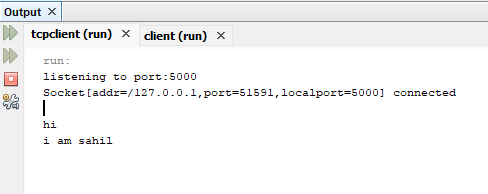 Output
tcpclient (run) client (run)
run:
listening to port:5000
Socket[addr=/127.0.0.1,port=51591,localport=5000] connected
hi
i am sahil